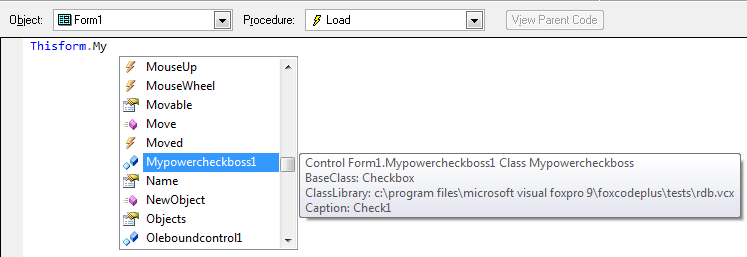 Object: Form1 Procedure: Load View Parent Code
Thisform.My
MouseUp
MouseWheel
Movable
Move
Moved
Mypowercheckboss1
Name
NewObject
Objects
Oleboundcontrol1
Control Form1.Mypowercheckboss1 Class Mypowercheckboss
BaseClass: Checkbox
ClassLibrary: c:\program files\microsoft visual foxpro 9\foxcodeplus\tests\rdb.vcx
Caption: Check1